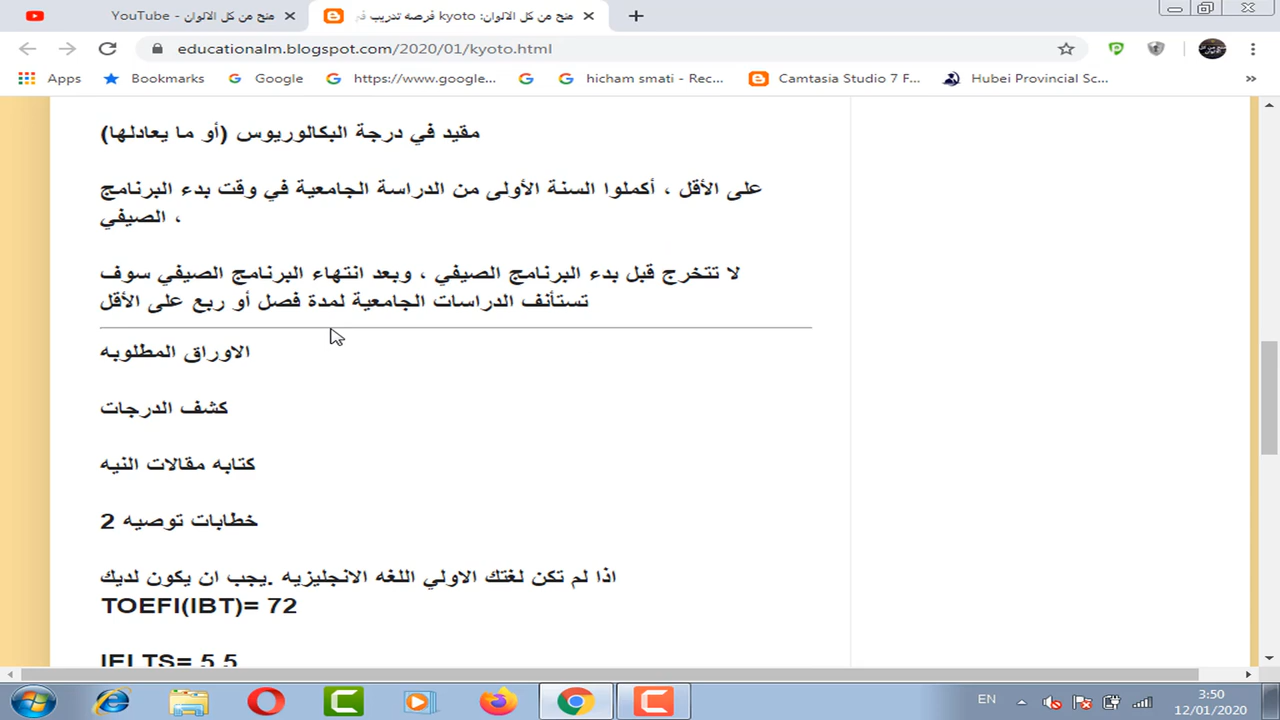 منح من كل الالوان - YouTube
منح من كل الالوان: kyoto فرصه تدريب
educationalm.blogspot.com/2020/01/kyoto.html
Apps
Bookmarks
Google
https://www.google...
hicham smati - Rec...
Camtasia Studio 7 F...
Hubei Provincial Sc...
مقيد في درجة البكالوريوس (أو ما يعادلها)
على الأقل ، أكملوا السنة الأولى من الدراسة الجامعية في وقت بدء البرنامج
الصيفي ،
لا تتخرج قبل بدء البرنامج الصيفي ، وبعد انتهاء البرنامج الصيفي سوف
تستأنف الدراسات الجامعية لمدة فصل أو ربع على الأقل
الاوراق المطلوبه
كشف الدرجات
كتابه مقالات النيه
خطابات توصيه 2
اذا لم تكن لغتك الاولي اللغه الانجليزيه .يجب ان يكون لديك
TOEFI(IBT)= 72
IELTS= 5.5
EN
3:50
12/01/2020